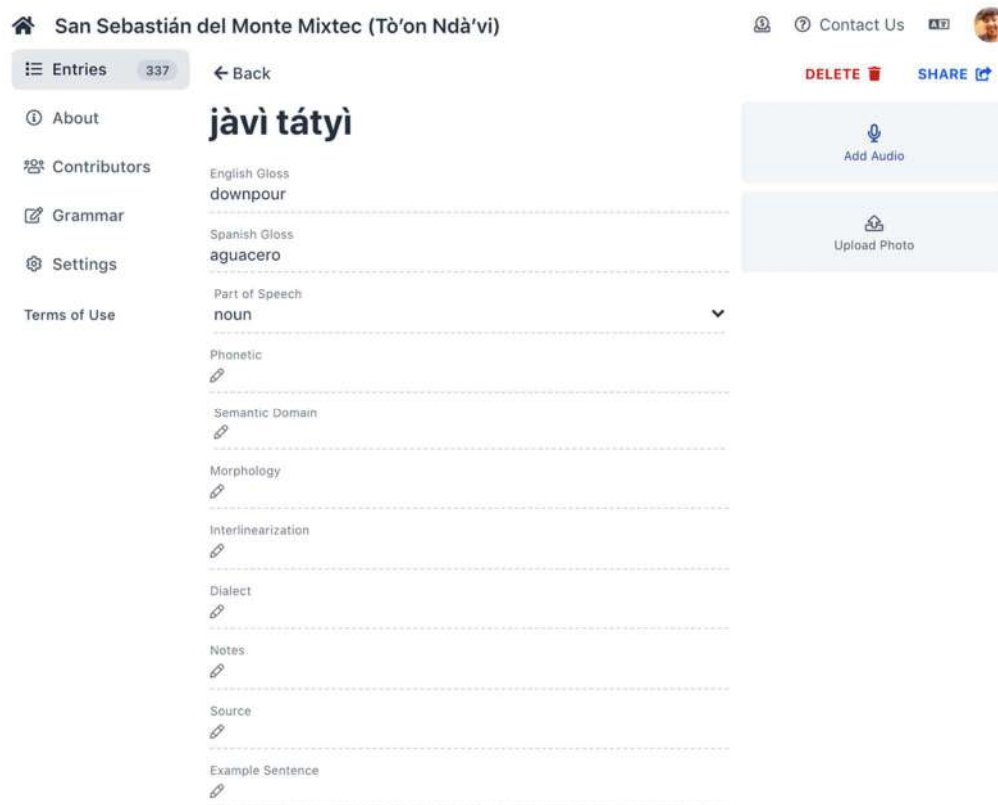 San Sebastián del Monte Mixtec (Tò'on Ndà'vi)
Contact Us
Entries 337
Back
DELETE
SHARE
About
Contributors
Grammar
Settings
Terms of Use
jàvì tátyì
English Gloss
downpour
Spanish Gloss
aguacero
Part of Speech
noun
Phonetic
Semantic Domain
Morphology
Interlinearization
Dialect
Notes
Source
Example Sentence
Add Audio
Upload Photo